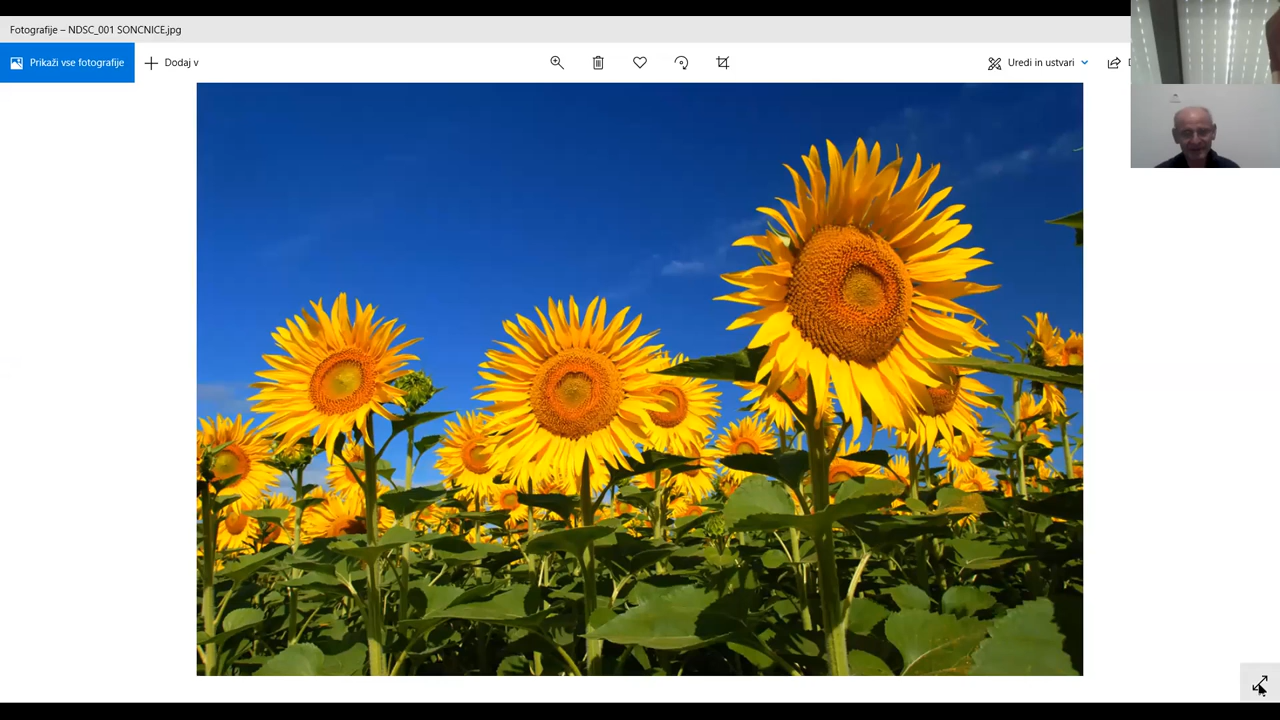 Fotografije – NDSC_001 SONCNICE.jpg
Prikaži vse fotografije
Dodaj v
Uredi in ustvari